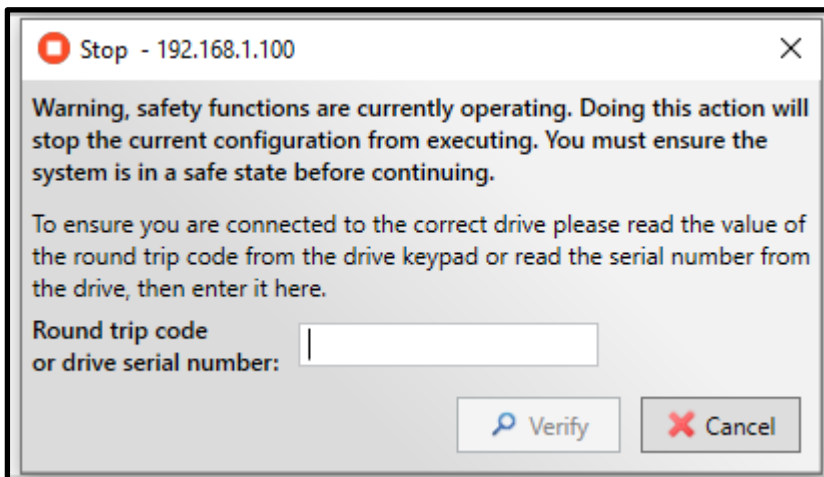 Stop - 192.168.1.100
Warning, safety functions are currently operating. Doing this action will
stop the current configuration from executing. You must ensure the
system is in a safe state before continuing.
To ensure you are connected to the correct drive please read the value of
the round trip code from the drive keypad or read the serial number from
the drive, then enter it here.
Round trip code
or drive serial number:
Verify
Cancel